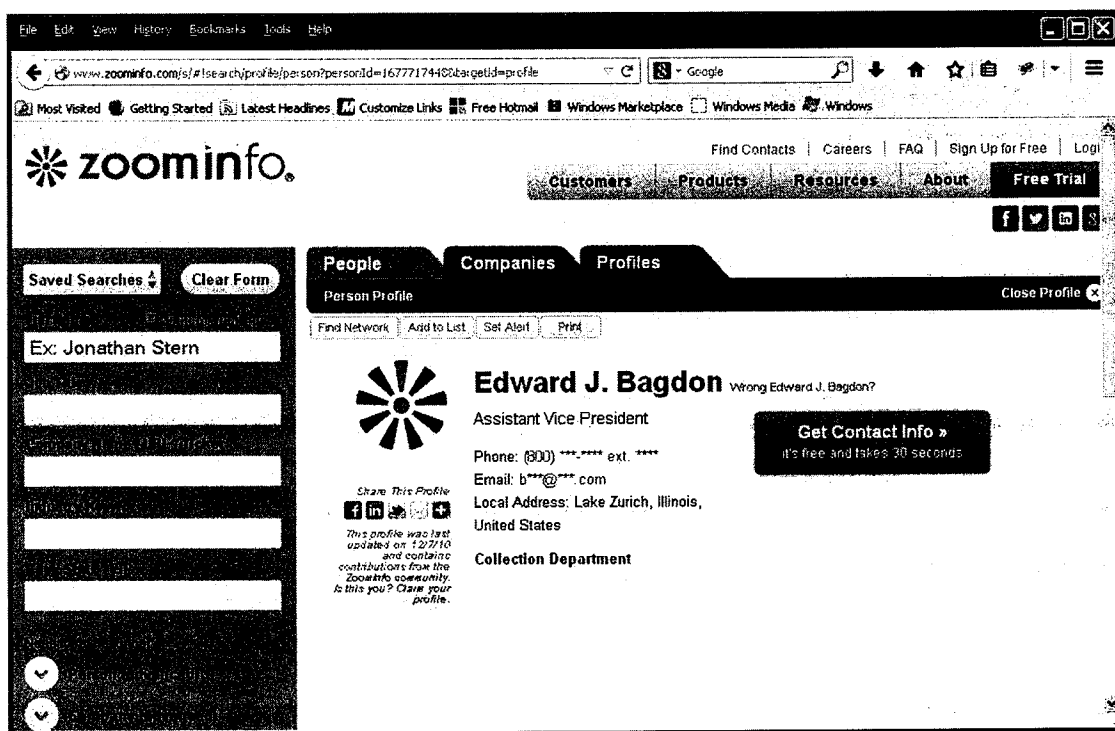 File Edit View History Bookmarks Tools Help
www.zoominfo.com/s/#!search/profile/person?personId=1677717448&targetId=profile Google
Most Visited Getting Started Latest Headlines Customize Links Free Hotmail Windows Marketplace Windows Media Windows
Find Contacts | Careers | FAQ | Sign Up for Free | Logi
zoominfo®
Customers Products Resources About Free Trial
People Companies Profiles
Saved Searches Clear Form
Person Profile Close Profile
Find Network Add to List Set Alert Print
Ex: Jonathan Stern
Edward J. Bagdon Wrong Edward J. Bagdon?
Assistant Vice President
Get Contact Info »
it's free and takes 30 seconds
Phone: (800) ***-**** ext. ****
Email: b***@***.com
Local Address: Lake Zurich, Illinois,
United States
Collection Department
Share This Profile
This profile was last
updated on 12/7/10
and contains
contributions from the
ZoomInfo community.
Is this you? Claim your
profile.